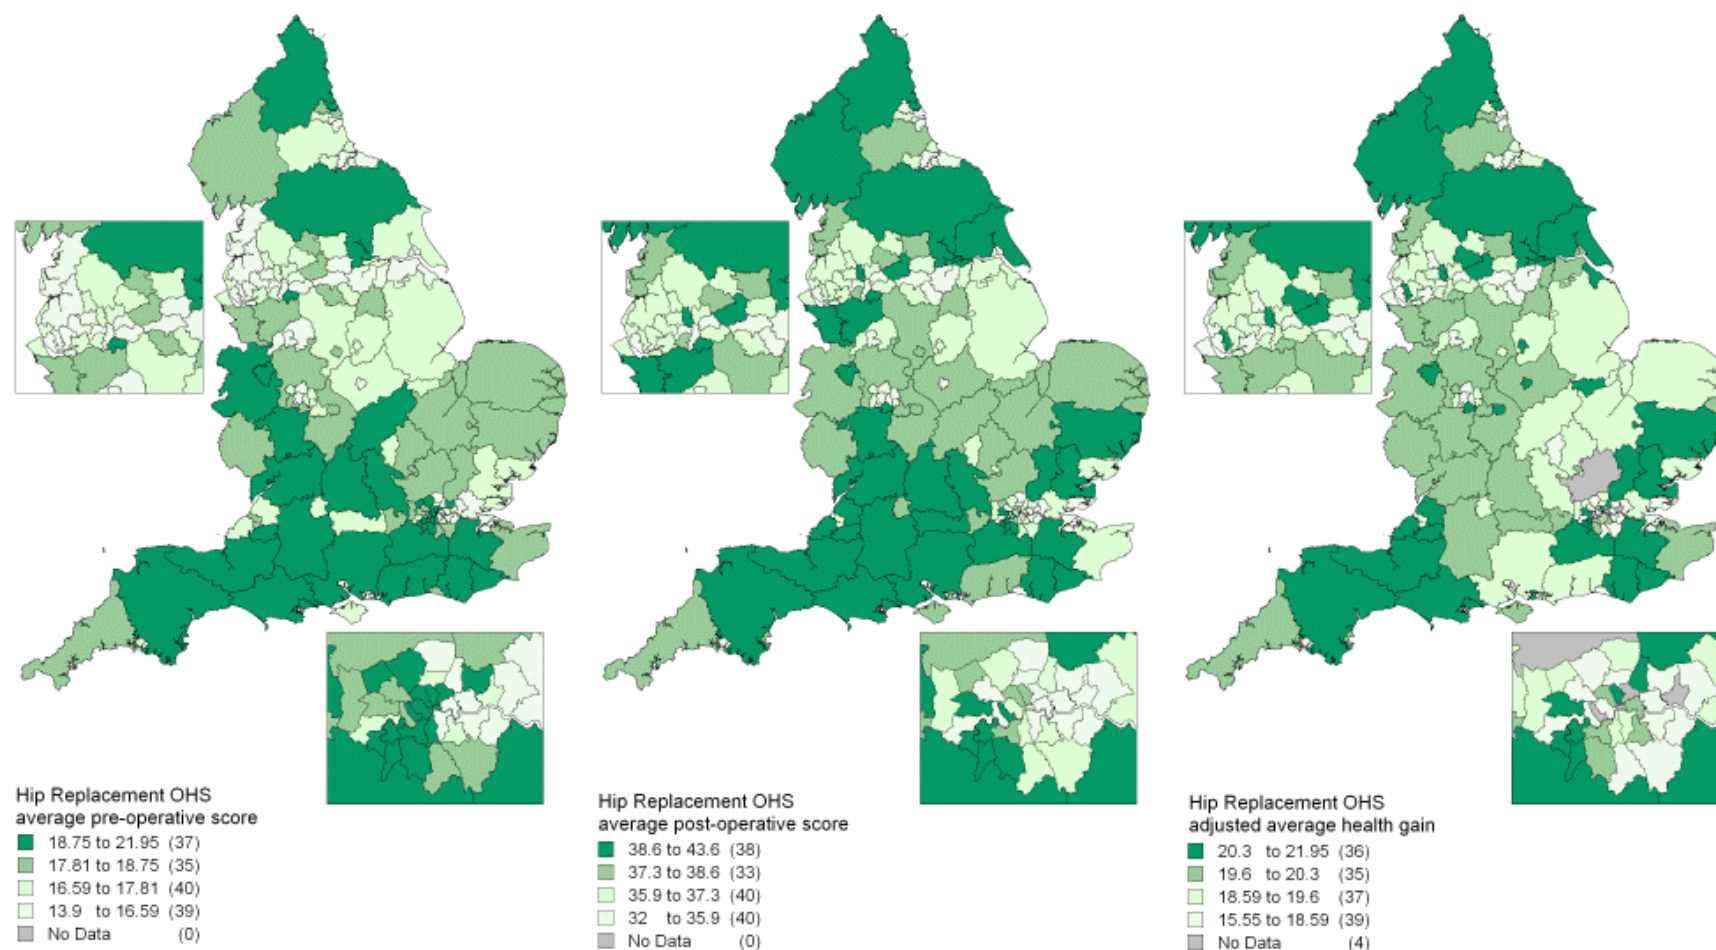 Hip Replacement OHS
average pre-operative score
18.75 to 21.95 (37)
17.81 to 18.75 (35)
16.59 to 17.81 (40)
13.9 to 16.59 (39)
No Data (0)
Hip Replacement OHS
average post-operative score
38.6 to 43.6 (38)
37.3 to 38.6 (33)
35.9 to 37.3 (40)
32 to 35.9 (40)
No Data (0)
Hip Replacement OHS
adjusted average health gain
20.3 to 21.95 (36)
19.6 to 20.3 (35)
18.59 to 19.6 (37)
15.55 to 18.59 (39)
No Data (4)